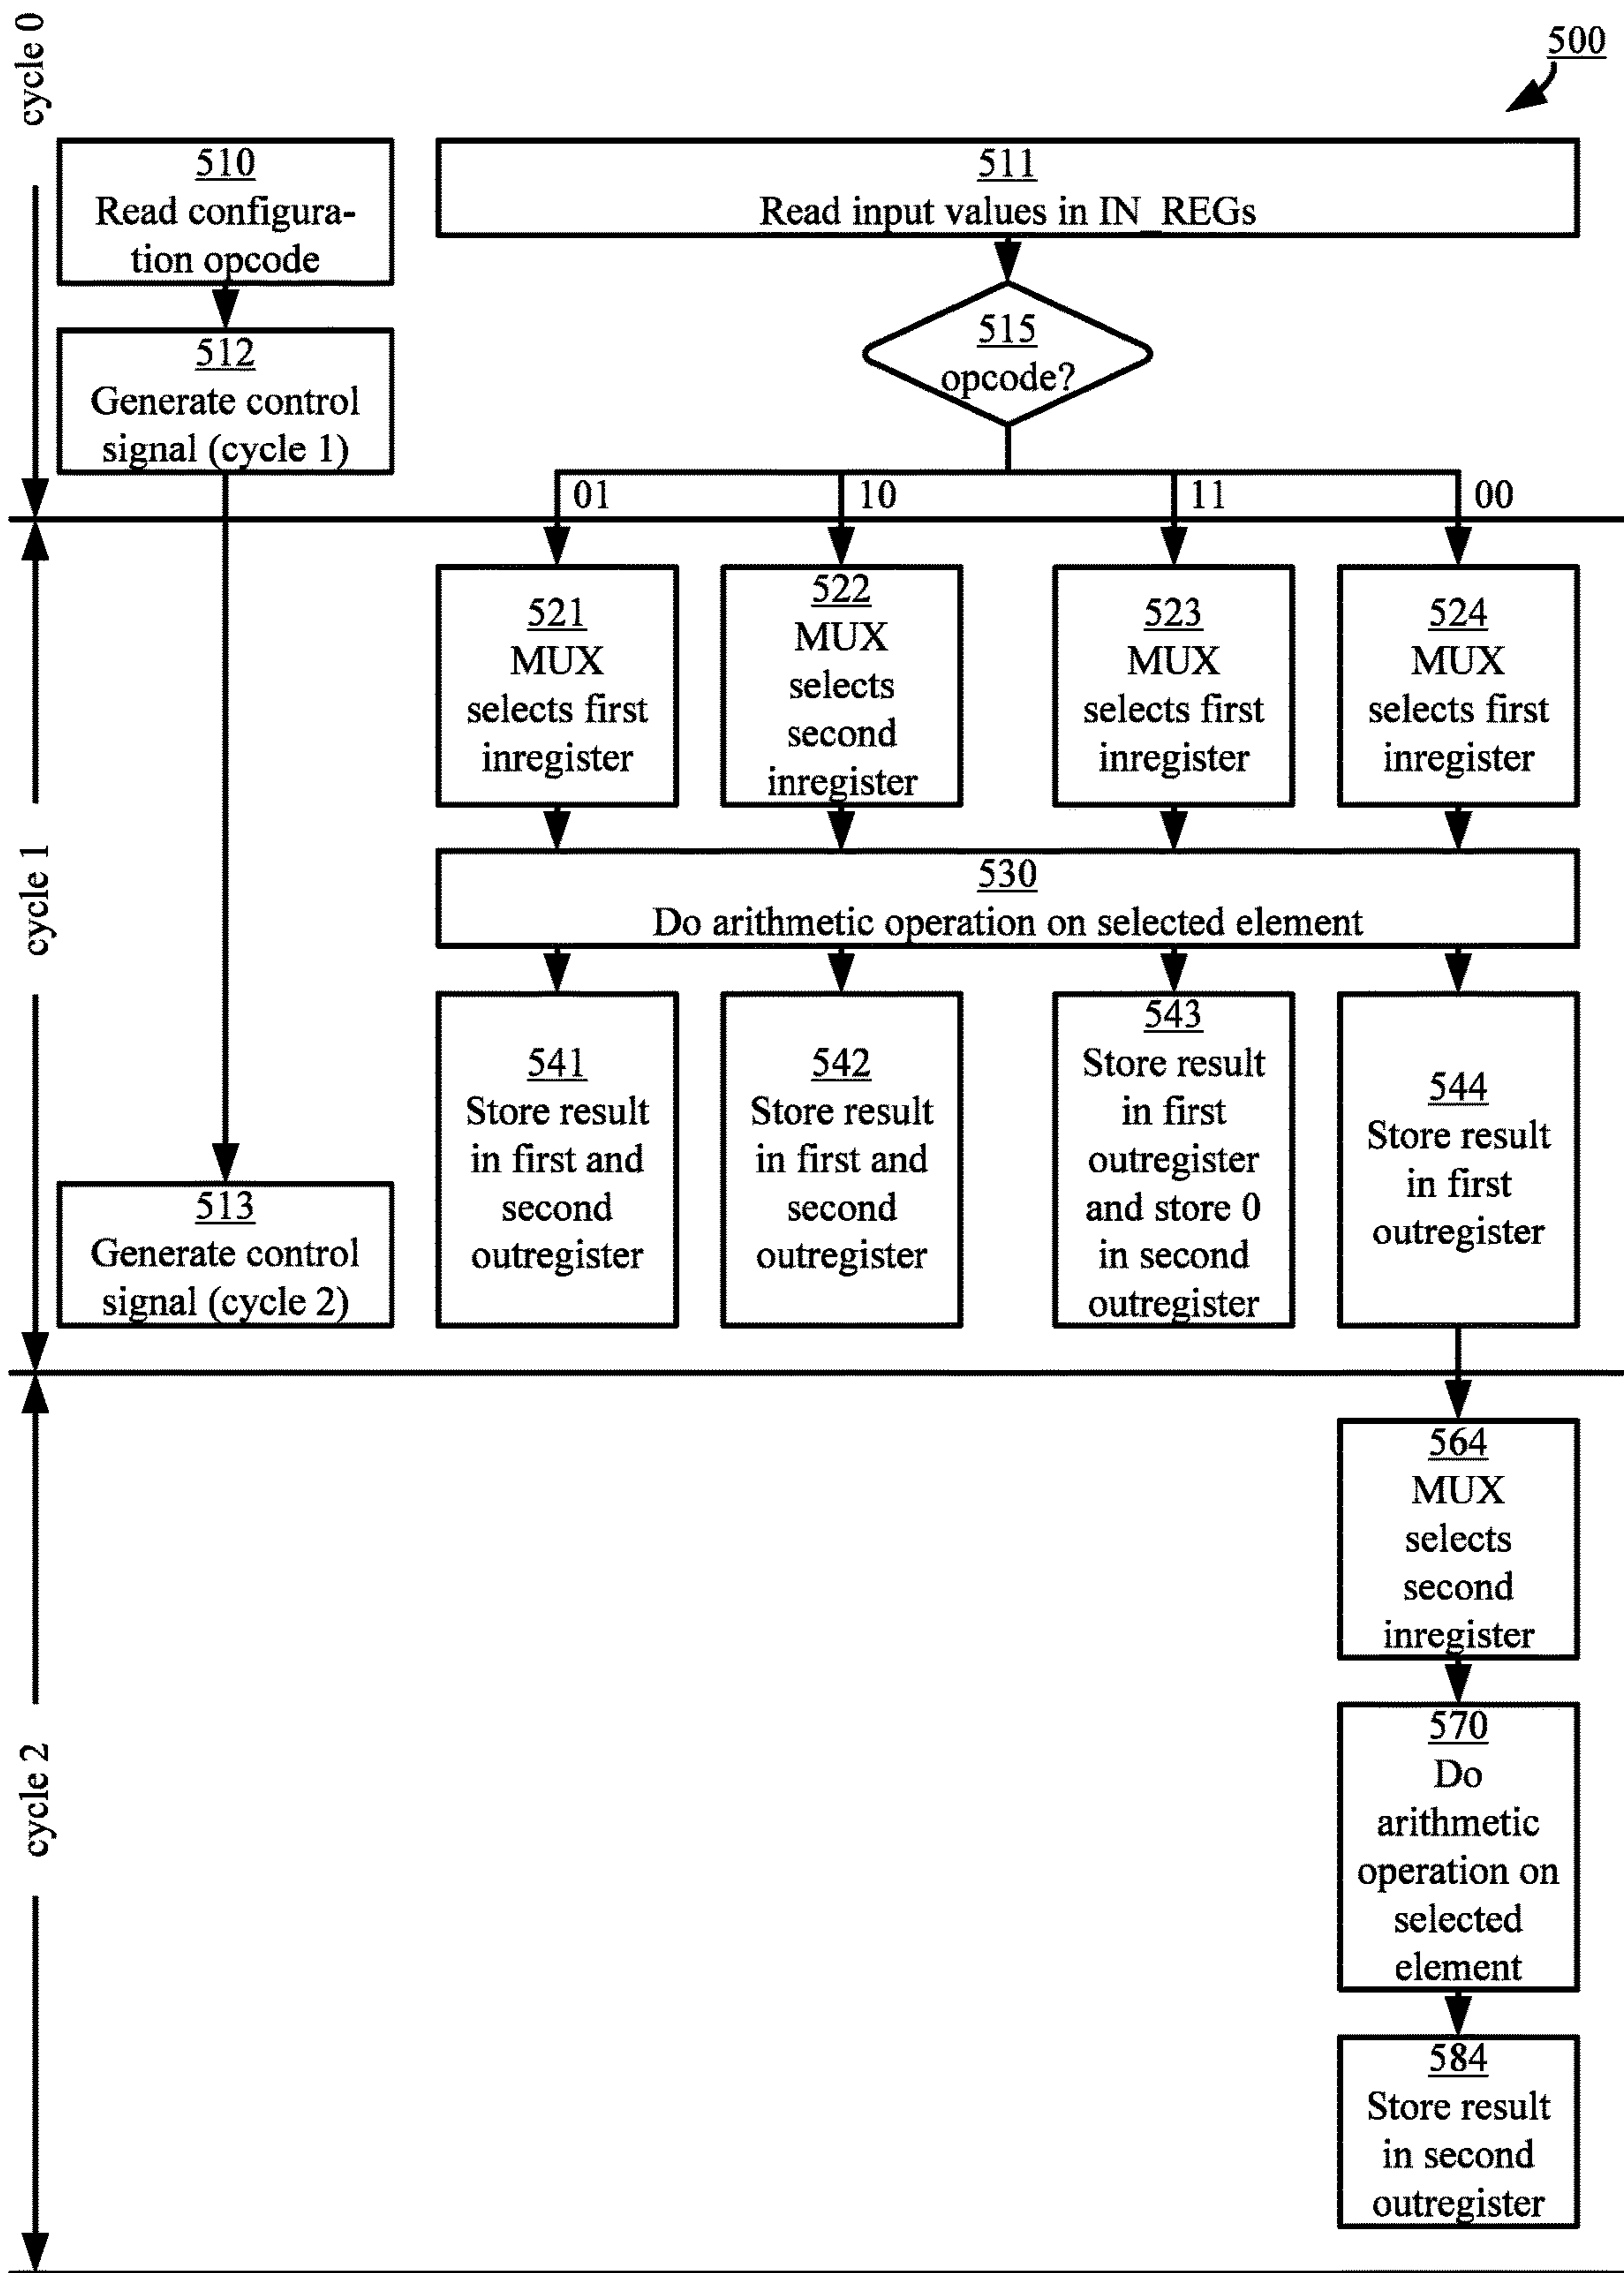 cycle 0
500
510
Read configura-
tion opcode
511
Read input values in IN_REGs
512
Generate control
signal (cycle 1)
515
opcode?
01
10
11
00
cycle 1
521
MUX
selects first
inregister
522
MUX
selects
second
inregister
523
MUX
selects first
inregister
524
MUX
selects first
inregister
530
Do arithmetic operation on selected element
513
Generate control
signal (cycle 2)
541
Store result
in first and
second
outregister
542
Store result
in first and
second
outregister
543
Store result
in first
outregister
and store 0
in second
outregister
544
Store result
in first
outregister
cycle 2
564
MUX
selects
second
inregister
570
Do
arithmetic
operation on
selected
element
584
Store result
in second
outregister